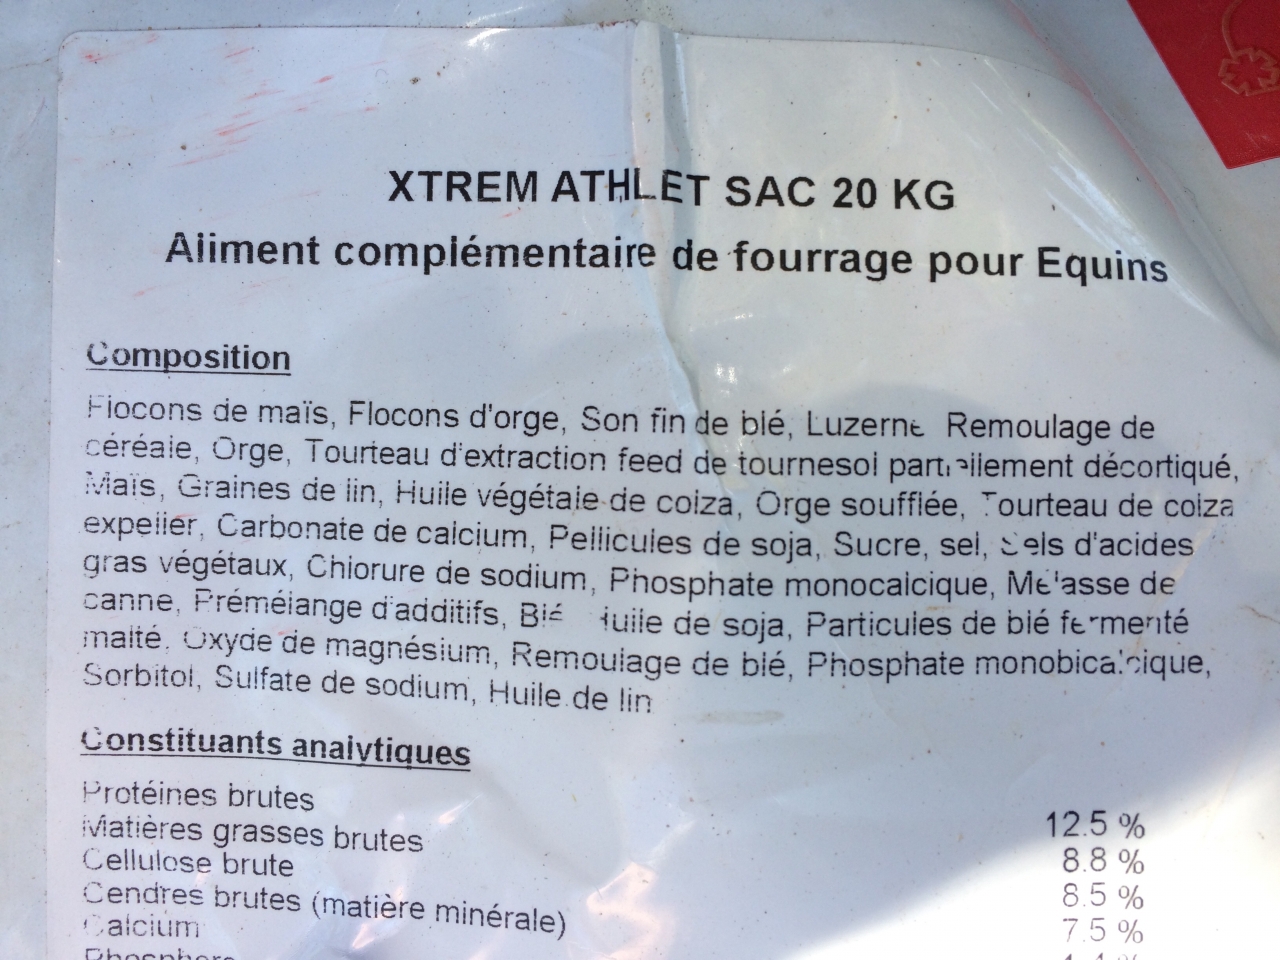 XTREM ATHLET SAC 20 KG
Aliment complémentaire de fourrage pour Equins
Composition
Flocons de maïs, Flocons d'orge, Son fin de blé, Luzerne Remoulage de
céréale, Orge, Tourteau d'extraction feed de tournesol partiellement décortiqué,
Maïs, Graines de lin, Huile végétale de colza, Orge soufflée, Tourteau de colza
expeller, Carbonate de calcium, Pellicules de soja, Sucre, sel, Sels d'acides
gras végétaux, Chlorure de sodium, Phosphate monocalcique, Mélasse de
canne, Prémélange d'additifs, Blé Huile de soja, Particules de blé fermenté
malté, Oxyde de magnésium, Remoulage de blé, Phosphate monobicalcique,
Sorbitol, Sulfate de sodium, Huile de lin
Constituants analytiques
Protéines brutes 12.5 %
Matières grasses brutes 8.8 %
Cellulose brute 8.5 %
Cendres brutes (matière minérale) 7.5 %
Calcium
Phosphore